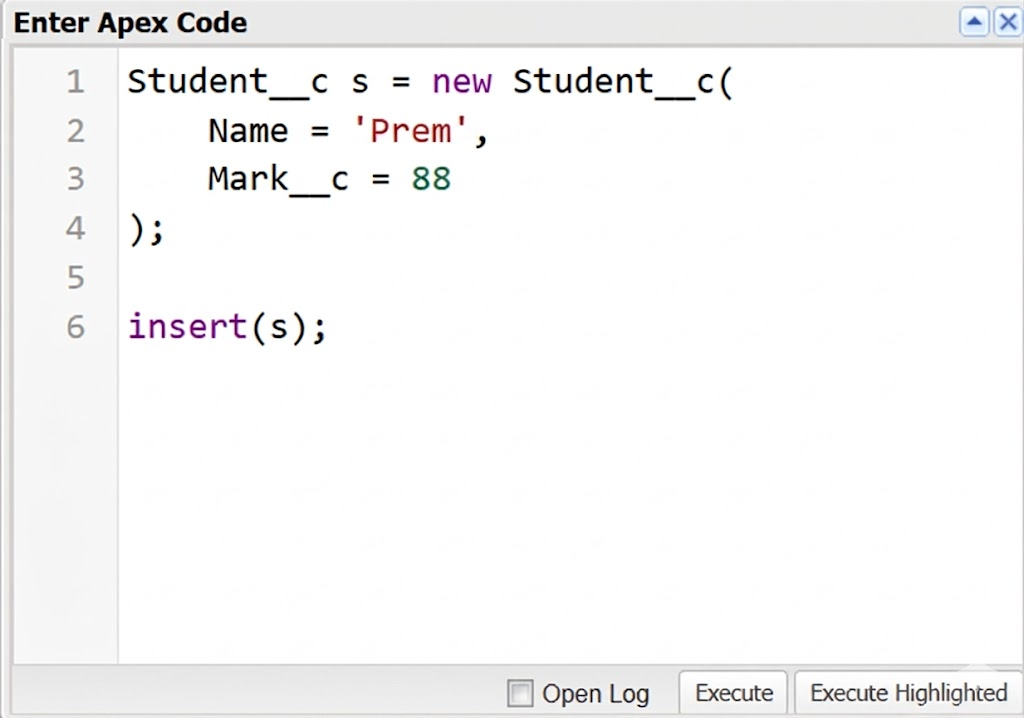 Enter Apex Code
1 Student__c s = new Student__c(
2     Name = 'Prem',
3     Mark__c = 88
4 );
5
6 insert(s);
Open Log Execute Execute Highlighted